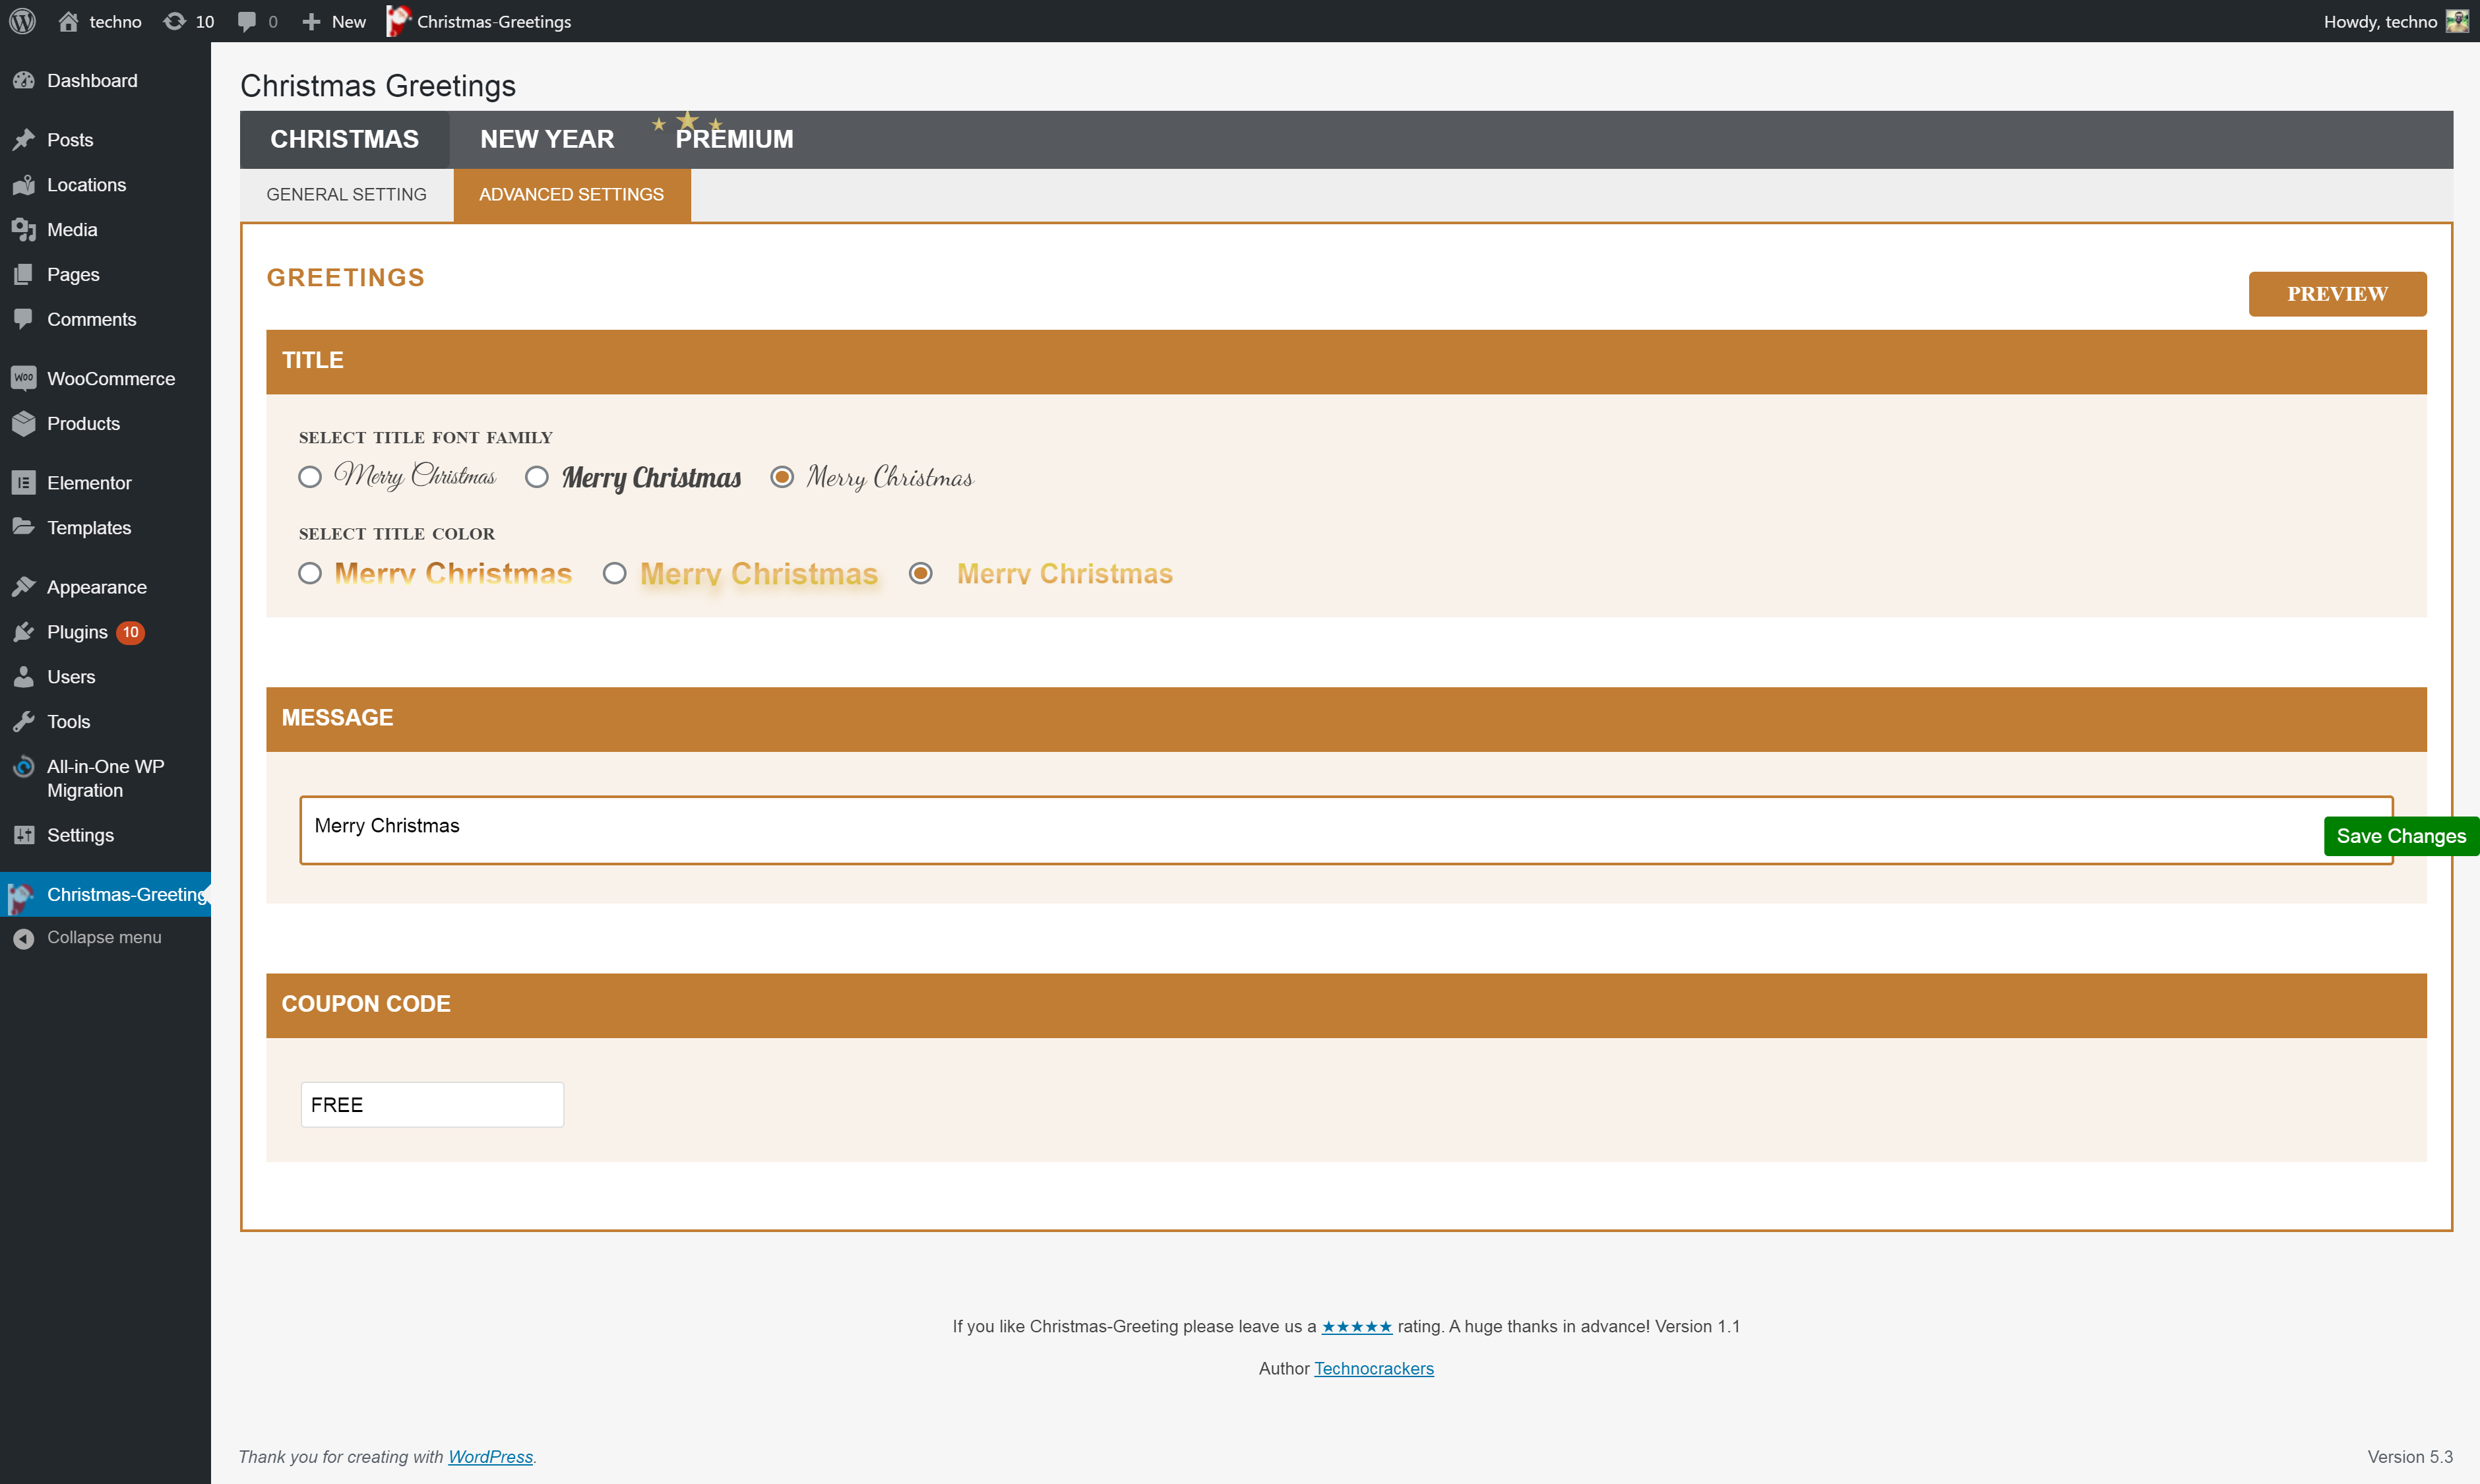 techno 10 0 New Christmas-Greetings Howdy, techno
Dashboard
Posts
Locations
Media
Pages
Comments
WooCommerce
Products
Elementor
Templates
Appearance
Plugins 10
Users
Tools
All-in-One WP
Migration
Settings
Christmas-Greeting
Collapse menu
Christmas Greetings
CHRISTMAS NEW YEAR PREMIUM
GENERAL SETTING ADVANCED SETTINGS
GREETINGS
PREVIEW
TITLE
SELECT TITLE FONT FAMILY
Merry Christmas Merry Christmas Merry Christmas
SELECT TITLE COLOR
Merry Christmas Merry Christmas Merry Christmas
MESSAGE
Merry Christmas
Save Changes
COUPON CODE
FREE
If you like Christmas-Greeting please leave us a ★★★★★ rating. A huge thanks in advance! Version 1.1
Author Technocrackers
Thank you for creating with WordPress. Version 5.3